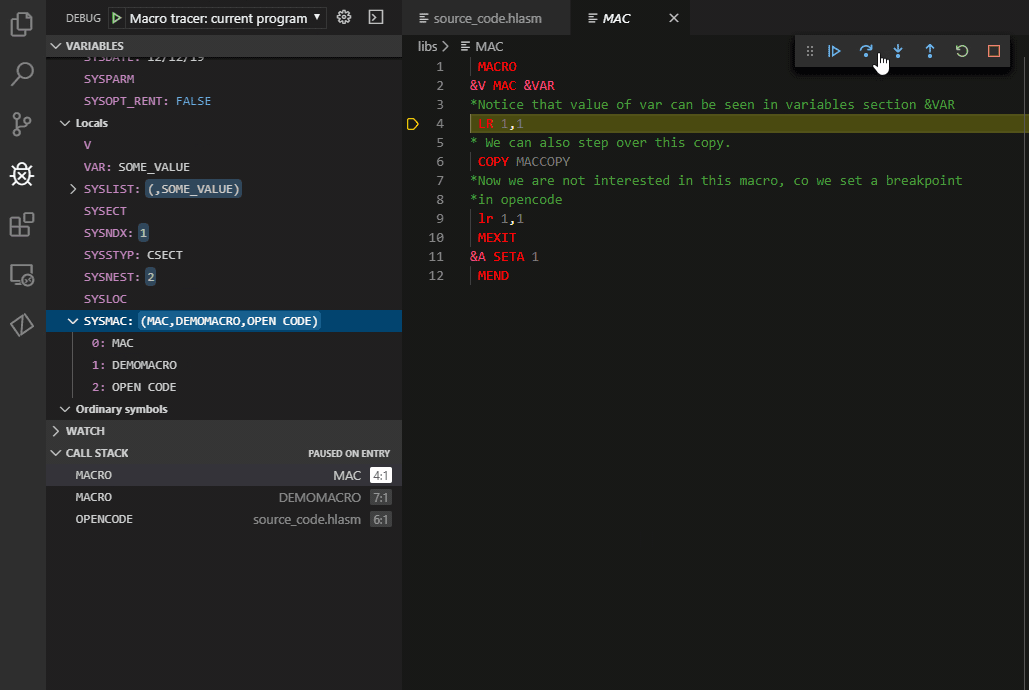 DEBUG Macro tracer: current program
source_code.hlasm
MAC
VARIABLES
SYSDATE: 12/12/19
SYSPARM
SYSOPT_RENT: FALSE
Locals
V
VAR: SOME_VALUE
SYSLIST: (,SOME_VALUE)
SYSECT
SYSNDX: 1
SYSSTYP: CSECT
SYSNEST: 2
SYSLOC
SYSMAC: (MAC,DEMOMACRO,OPEN CODE)
0: MAC
1: DEMOMACRO
2: OPEN CODE
Ordinary symbols
WATCH
CALL STACK PAUSED ON ENTRY
MACRO MAC 4:1
MACRO DEMOMACRO 7:1
OPENCODE source_code.hlasm 6:1
libs > MAC
1 MACRO
2 &V MAC &VAR
3 *Notice that value of var can be seen in variables section &VAR
4 LR 1,1
5 * We can also step over this copy.
6 COPY MACCOPY
7 *Now we are not interested in this macro, co we set a breakpoint
8 *in opencode
9 lr 1,1
10 MEXIT
11 &A SETA 1
12 MEND